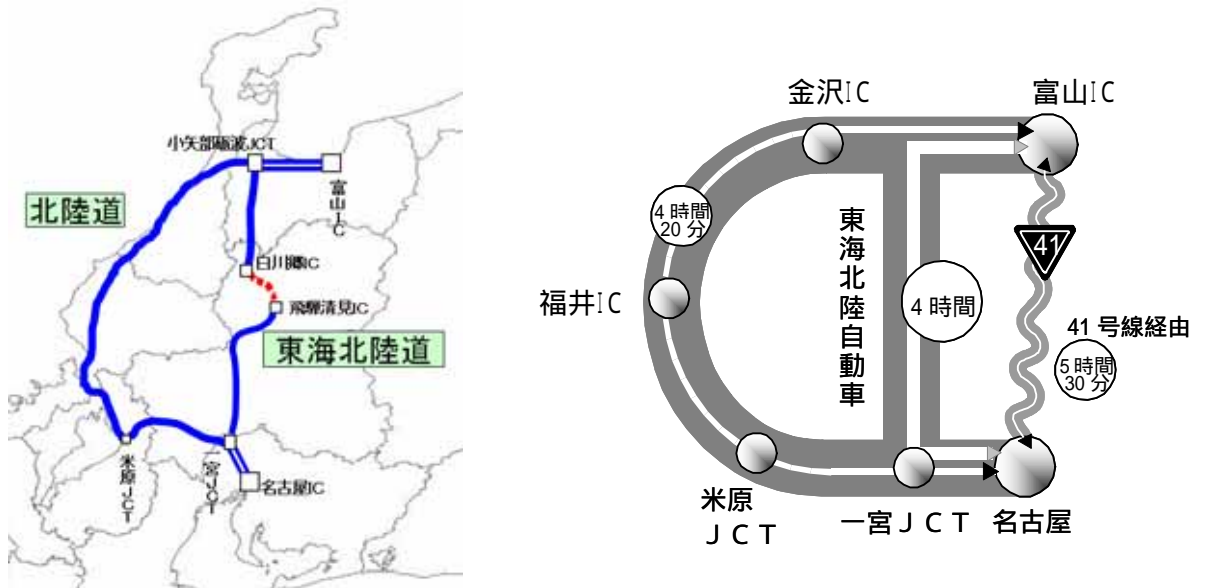 小矢部砺波JCT
富山IC
北陸道
白川郷IC
飛騨清見IC
東海北陸道
米原JCT
一宮JCT
名古屋IC
金沢IC
富山IC
4時間
20分
東海北陸自動車
41
福井IC
4時間
41号線経由
5時間
30分
米原
ＪＣＴ
一宮ＪＣＴ
名古屋